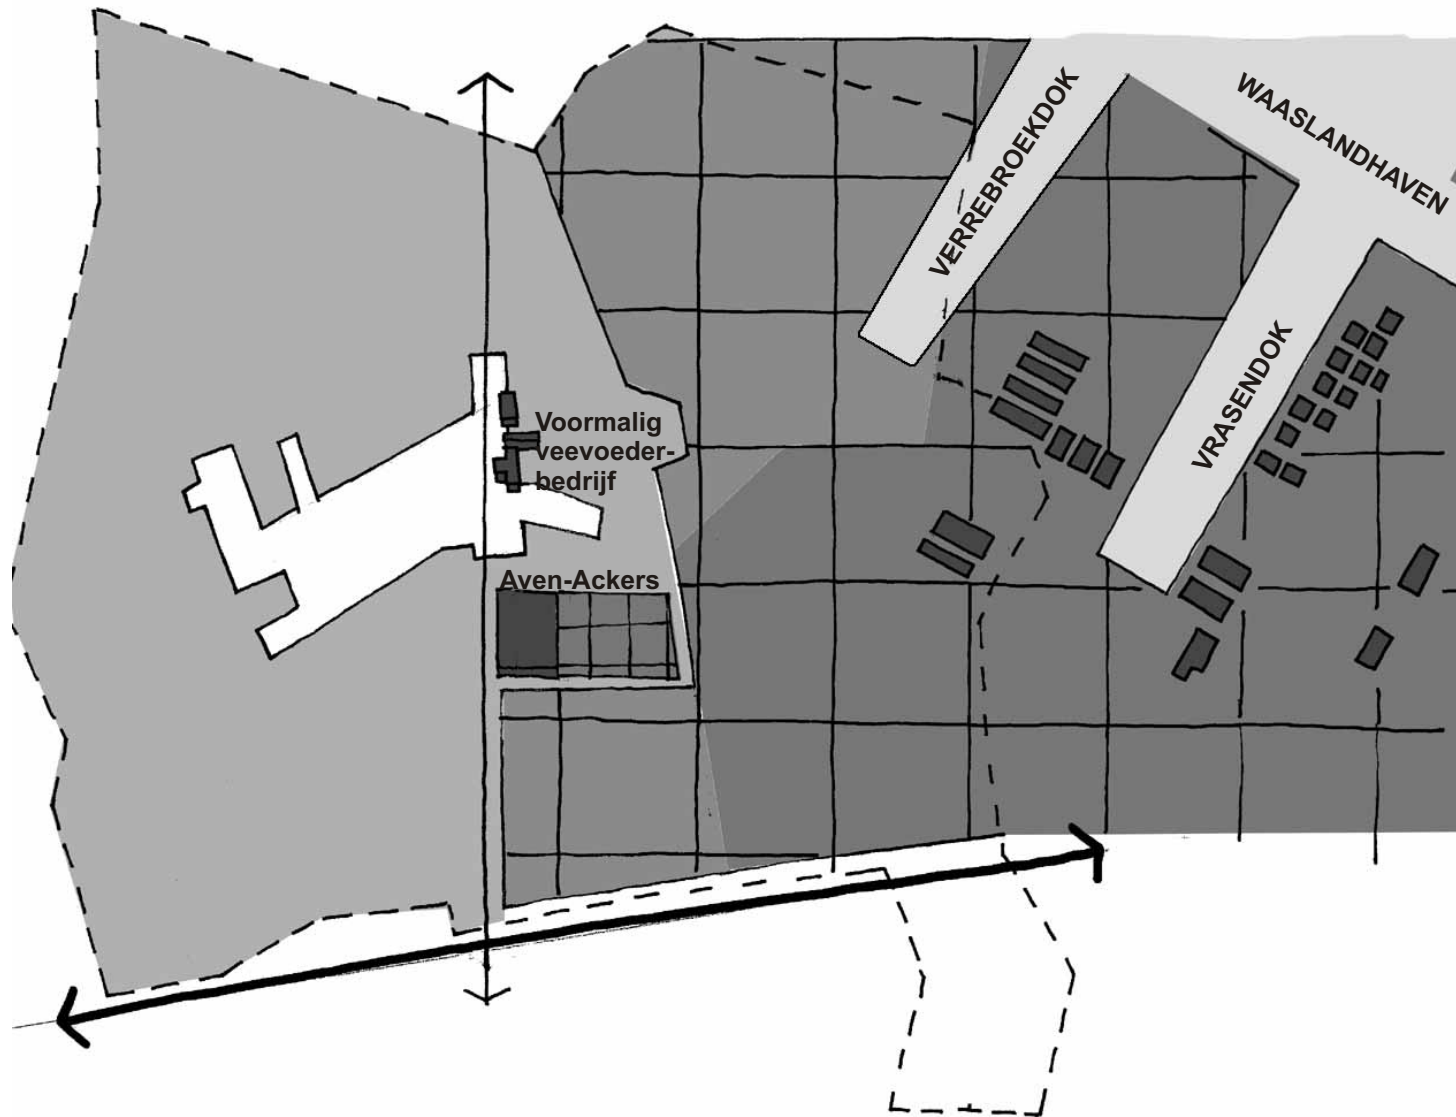 WAASLANDHAVEN
VERREBROEKDOK
VRASENDOK
Voormalig
veevoeder-
bedrijf
Aven-Ackers